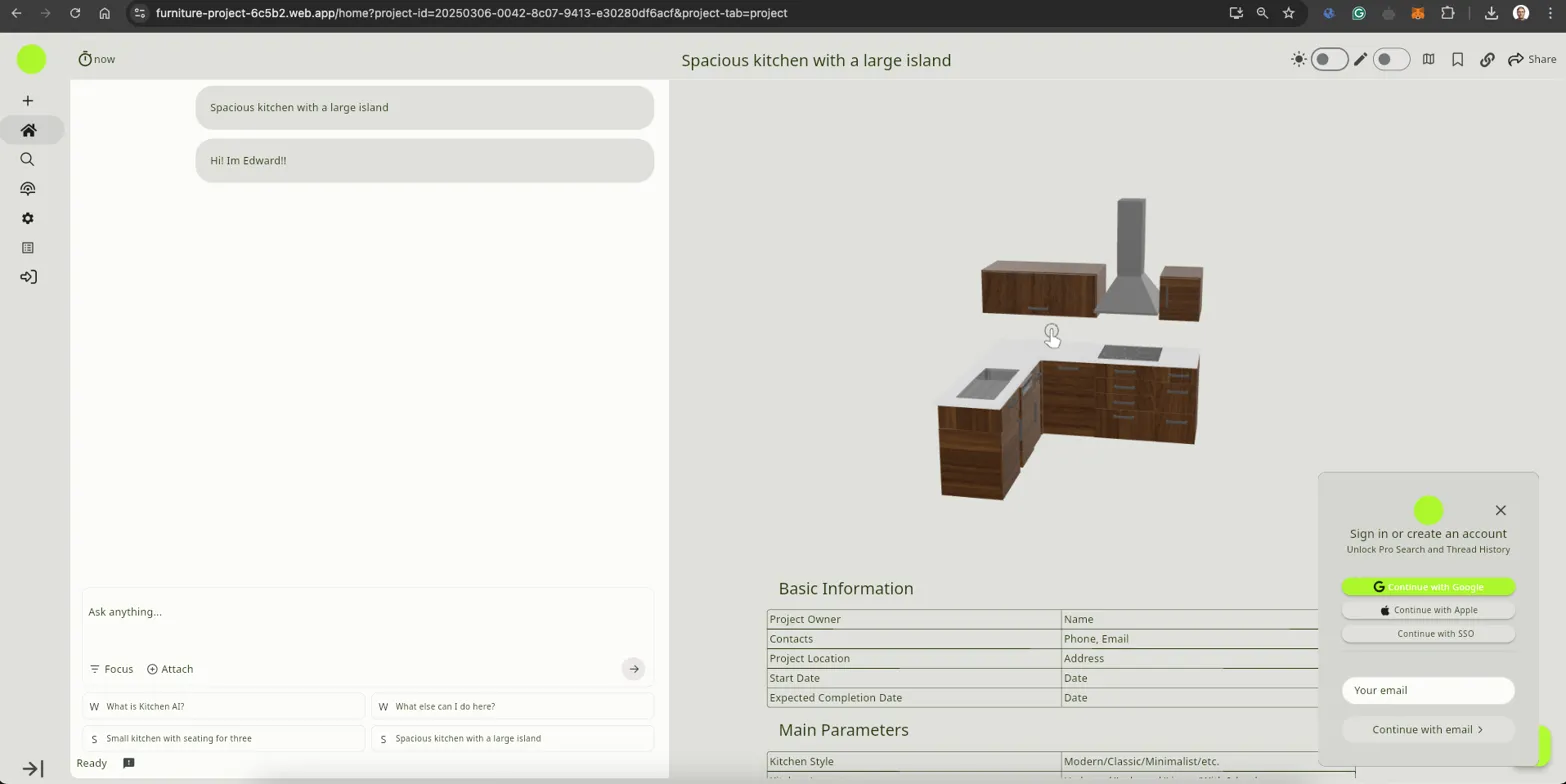 furniture-project-6c5b2.web.app/home?project-id=20250306-0042-8c07-9413-e30280df6acf&project-tab=project
now
Spacious kitchen with a large island
Share
Spacious kitchen with a large island
Hi! Im Edward!!
Ask anything...
Focus
Attach
W What is Kitchen AI?
W What else can I do here?
S Small kitchen with seating for three
S Spacious kitchen with a large island
Ready
Basic Information
Project Owner Name
Contacts Phone, Email
Project Location Address
Start Date Date
Expected Completion Date Date
Main Parameters
Kitchen Style Modern/Classic/Minimalist/etc.
Sign in or create an account
Unlock Pro Search and Thread History
Continue with Google
Continue with Apple
Continue with SSO
Your email
Continue with email